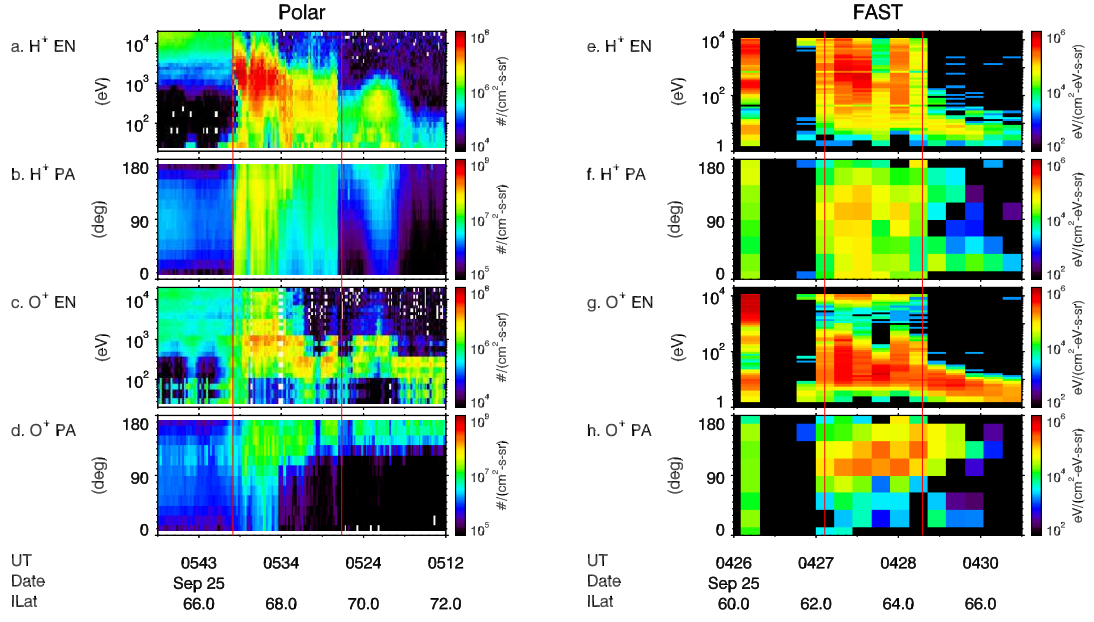 Polar
FAST
a. H⁺ EN
10⁴
10³
10²
(eV)
10⁸
10⁶
10⁴
#/(cm²-s-sr)
b. H⁺ PA
180
90
0
(deg)
10⁹
10⁷
10⁵
#/(cm²-s-sr)
c. O⁺ EN
10⁴
10³
10²
(eV)
10⁸
10⁶
10⁴
#/(cm²-s-sr)
d. O⁺ PA
180
90
0
(deg)
10⁹
10⁷
10⁵
#/(cm²-s-sr)
UT 0543 0534 0524 0512
Date Sep 25
ILat 66.0 68.0 70.0 72.0
e. H⁺ EN
10⁴
10²
1
(eV)
10⁶
10⁴
10²
eV/(cm²-eV-s-sr)
f. H⁺ PA
180
90
0
(deg)
10⁶
10⁴
10²
eV/(cm²-eV-s-sr)
g. O⁺ EN
10⁴
10²
1
(eV)
10⁶
10⁴
10²
eV/(cm²-eV-s-sr)
h. O⁺ PA
180
90
0
(deg)
10⁶
10⁴
10²
eV/(cm²-eV-s-sr)
UT 0426 0427 0428 0430
Date Sep 25
ILat 60.0 62.0 64.0 66.0